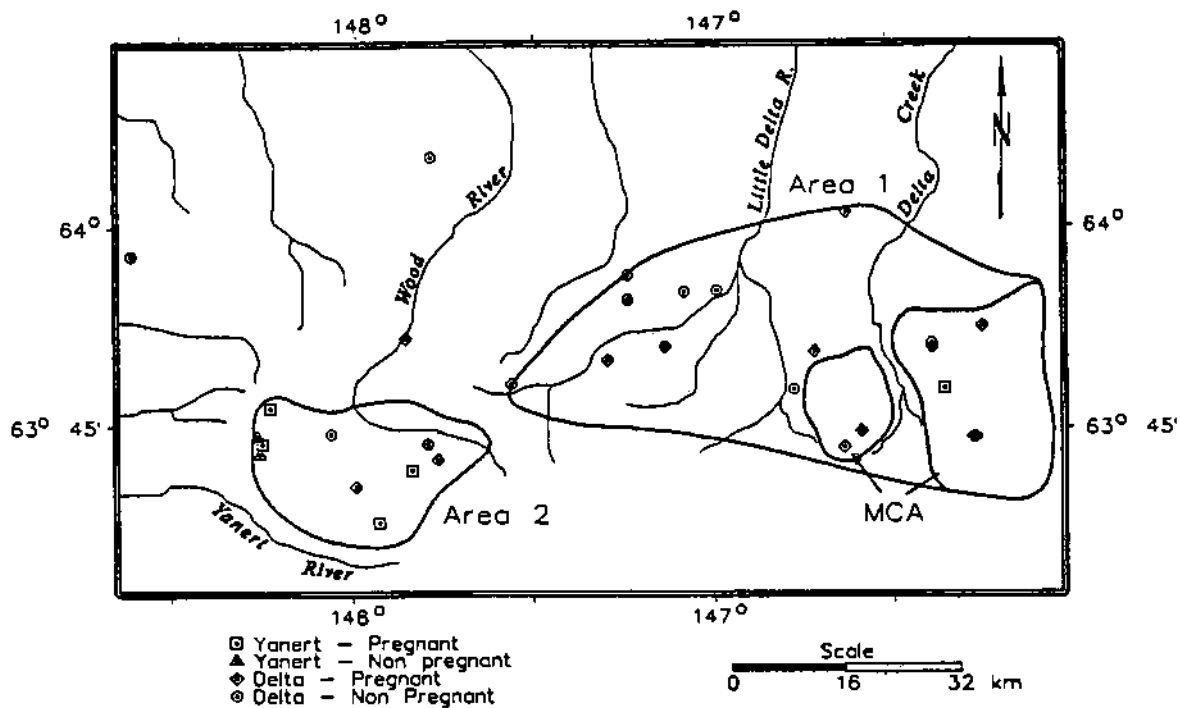 148° 147°
Creek
Little Delta R.
N
River
Area 1
Delta
64° 64°
Wood
63° 45' 63° 45'
MCA
Area 2
Yanert
River
148° 147°
Yanert – Pregnant
Yanert – Non pregnant
Delta – Pregnant
Delta – Non Pregnant
Scale
0 16 32 km